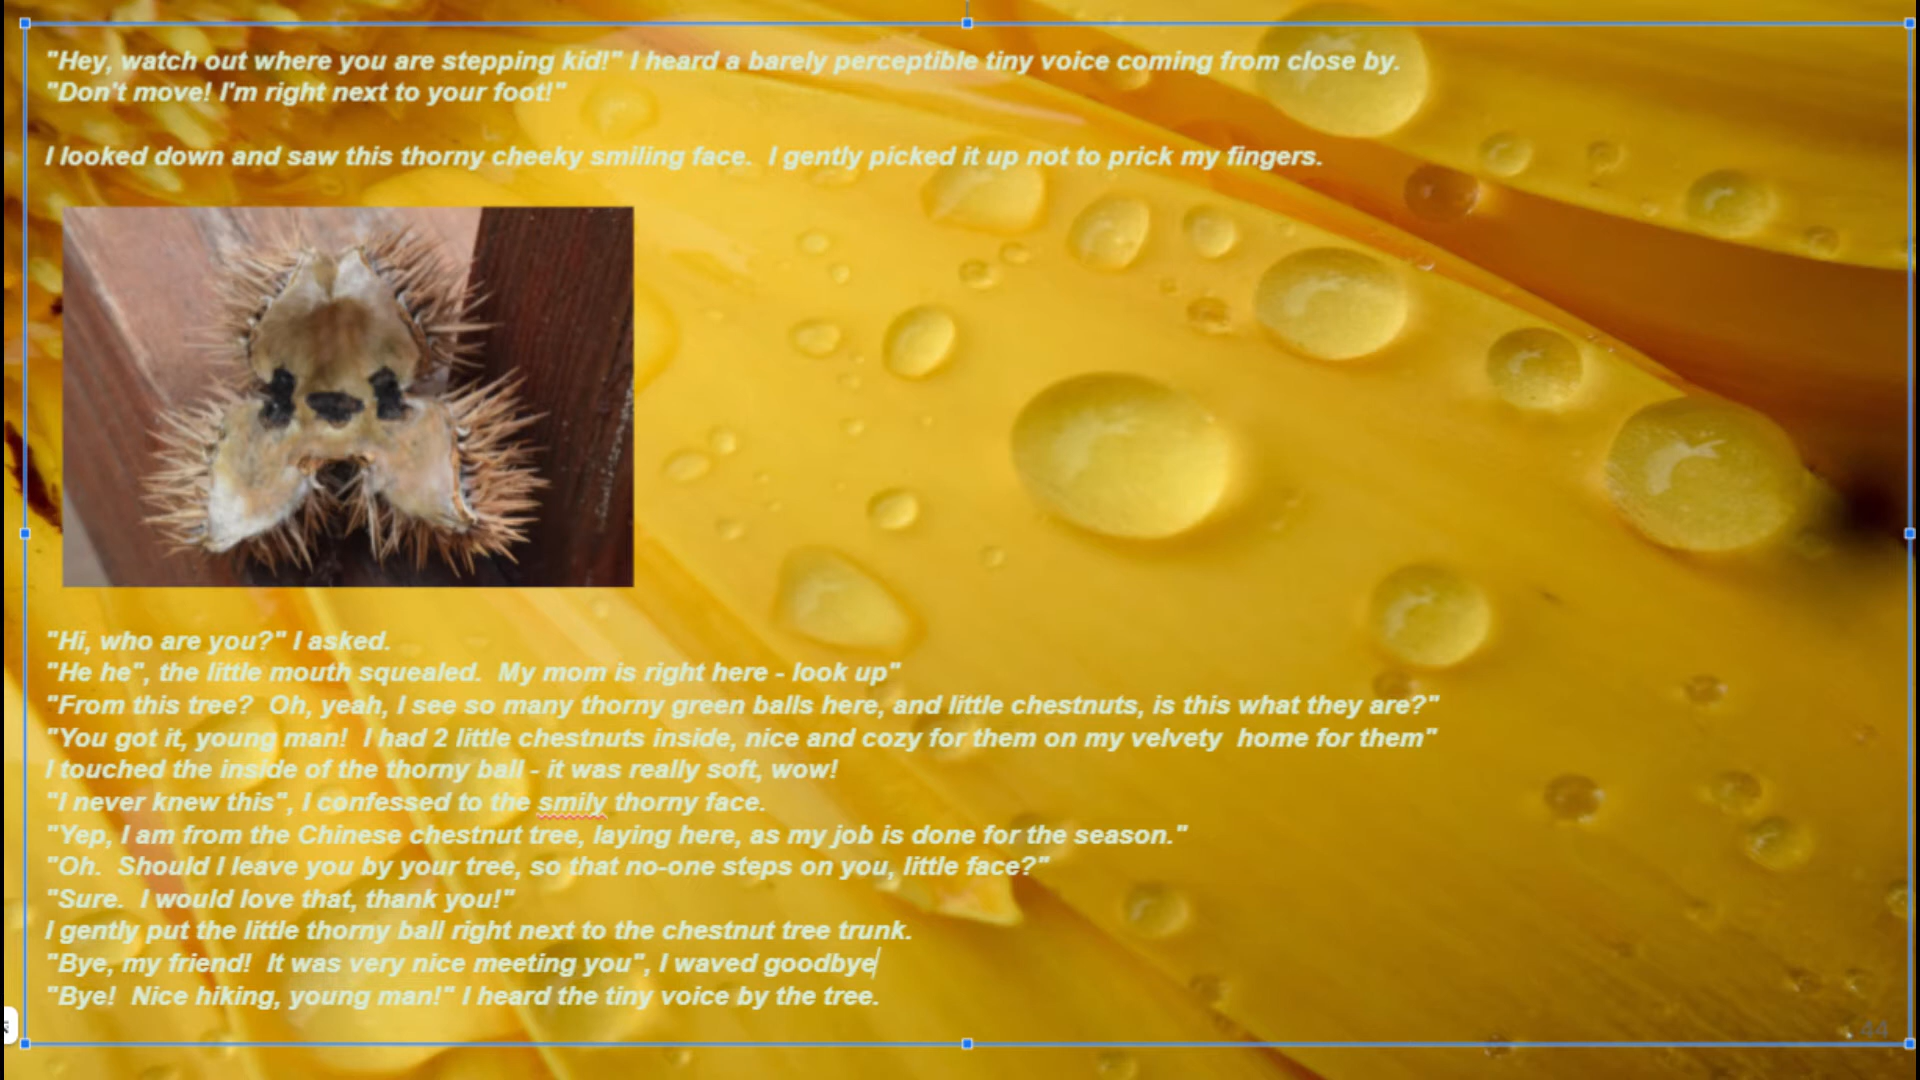 "Hey, watch out where you are stepping kid!" I heard a barely perceptible tiny voice coming from close by.
"Don't move! I'm right next to your foot!"
I looked down and saw this thorny cheeky smiling face.  I gently picked it up not to prick my fingers.
"Hi, who are you?" I asked.
"He he", the little mouth squealed.  My mom is right here - look up"
"From this tree?  Oh, yeah, I see so many thorny green balls here, and little chestnuts, is this what they are?"
"You got it, young man!  I had 2 little chestnuts inside, nice and cozy for them on my velvety  home for them"
I touched the inside of the thorny ball - it was really soft, wow!
"I never knew this", I confessed to the smily thorny face.
"Yep, I am from the Chinese chestnut tree, laying here, as my job is done for the season."
"Oh.  Should I leave you by your tree, so that no-one steps on you, little face?"
"Sure.  I would love that, thank you!"
I gently put the little thorny ball right next to the chestnut tree trunk.
"Bye, my friend!  It was very nice meeting you", I waved goodbye
"Bye!  Nice hiking, young man!" I heard the tiny voice by the tree.
44